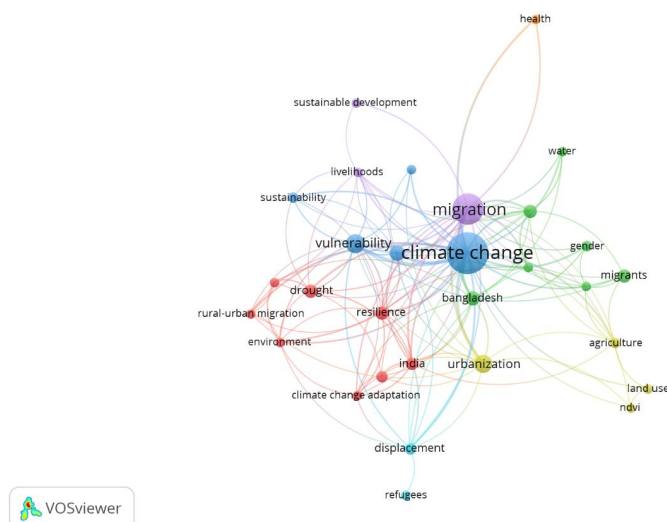 health
sustainable development
water
livelihoods
sustainability
migration
vulnerability
climate change
gender
migrants
drought
bangladesh
rural-urban migration
resilience
environment
agriculture
india
urbanization
land use
climate change adaptation
ndvi
displacement
refugees
VOSviewer